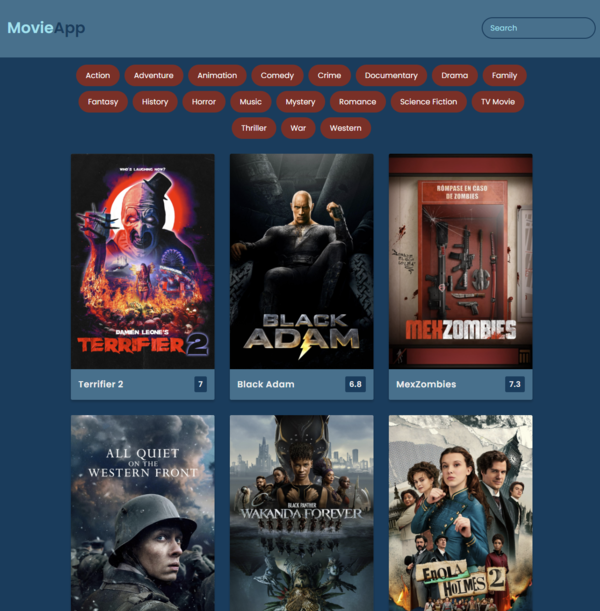 MovieApp
Search
Action Adventure Animation Comedy Crime Documentary Drama Family
Fantasy History Horror Music Mystery Romance Science Fiction TV Movie
Thriller War Western
WHO'S LAUGHING NOW?
DAMIEN LEONE'S
TERRIFIER 2
BLACK
ADAM
RÓMPASE EN CASO
DE ZOMBIES
MEXZOMBIES
Terrifier 2 7
Black Adam 6.8
MexZombies 7.3
ALL QUIET
ON THE
WESTERN FRONT
BLACK PANTHER
WAKANDA FOREVER
ENOLA
HOLMES 2